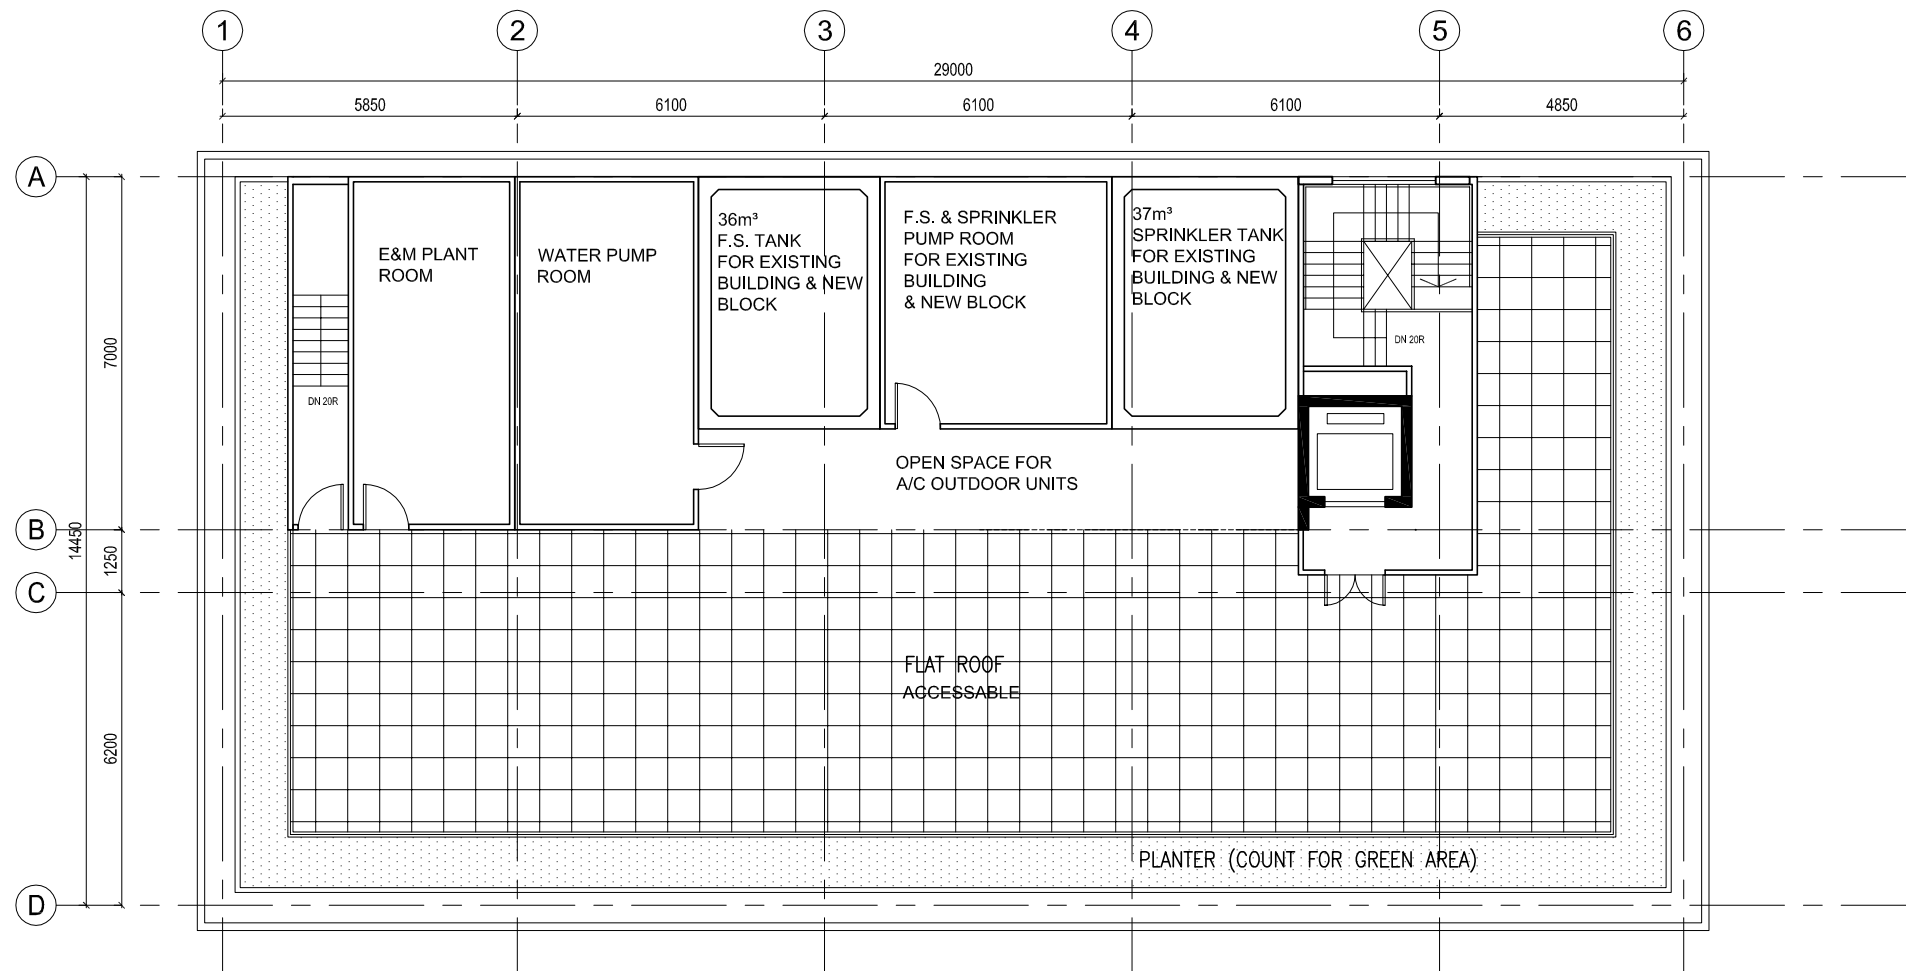 1
2
3
4
5
6
29000
5850
6100
6100
6100
4850
A
B
C
D
14450
7000
1250
6200
E&M PLANT
ROOM
WATER PUMP
ROOM
36m³
F.S. TANK
FOR EXISTING
BUILDING & NEW
BLOCK
F.S. & SPRINKLER
PUMP ROOM
FOR EXISTING
BUILDING
& NEW BLOCK
37m³
SPRINKLER TANK
FOR EXISTING
BUILDING & NEW
BLOCK
DN 20R
DN 20R
OPEN SPACE FOR
A/C OUTDOOR UNITS
FLAT ROOF
ACCESSABLE
PLANTER (COUNT FOR GREEN AREA)